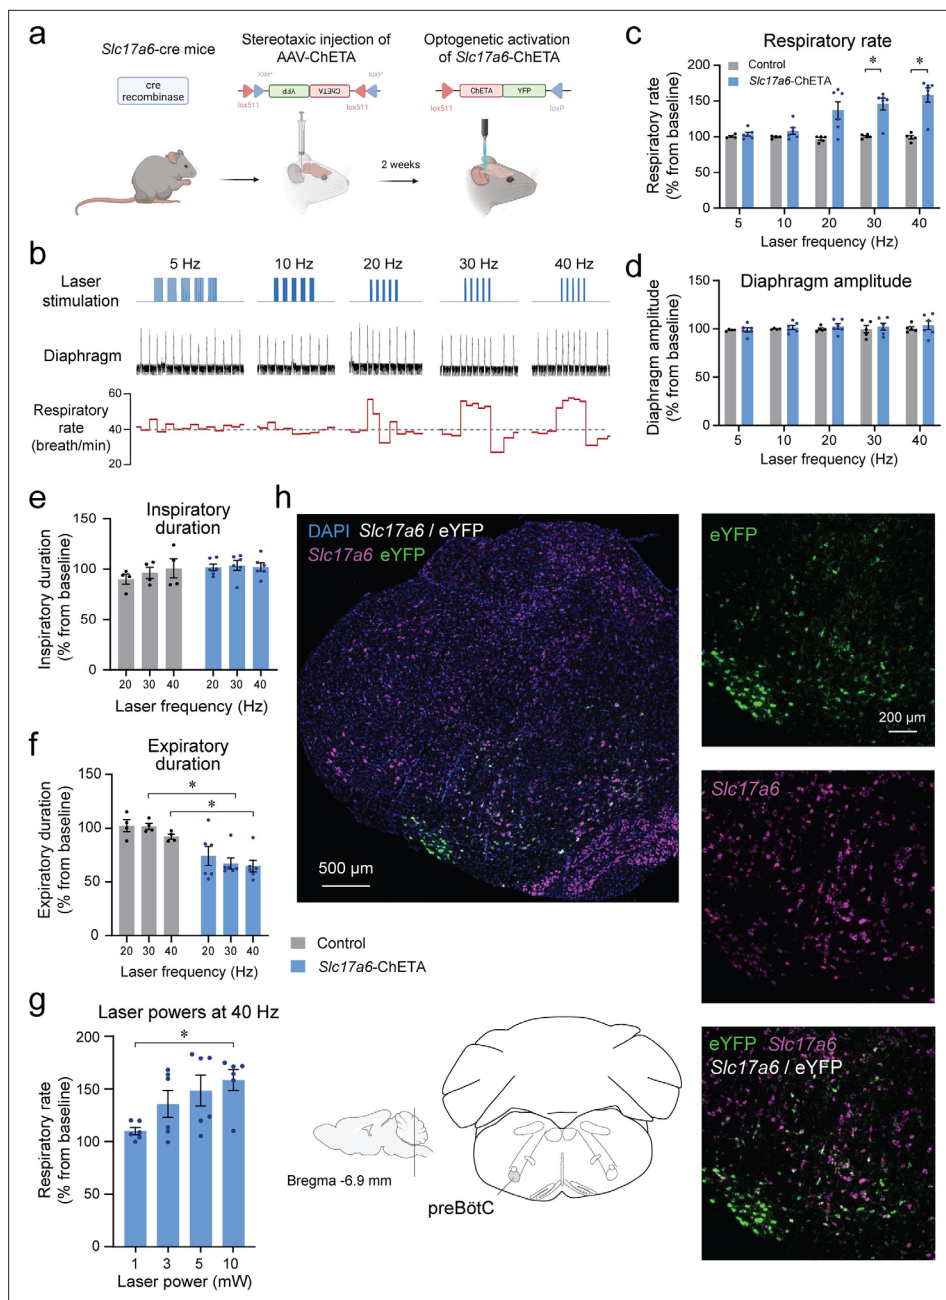 a
Slc17a6-cre mice
cre
recombinase
Stereotaxic injection of
AAV-ChETA
loxP
loxP
YFP
ChETA
lox511
lox511
2 weeks
Optogenetic activation
of Slc17a6-ChETA
ChETA
YFP
lox511
loxP
b
5 Hz
10 Hz
20 Hz
30 Hz
40 Hz
Laser
stimulation
Diaphragm
Respiratory
rate
(breath/min)
60
40
20
c
Respiratory rate
Control
Slc17a6-ChETA
*
*
Respiratory rate
(% from baseline)
200
150
100
50
0
5
10
20
30
40
Laser frequency (Hz)
d
Diaphragm amplitude
Diaphragm amplitude
(% from baseline)
150
100
50
0
5
10
20
30
40
Laser frequency (Hz)
e
Inspiratory
duration
Inspiratory duration
(% from baseline)
150
100
50
0
20
30
40
20
30
40
Laser frequency (Hz)
f
Expiratory
duration
*
*
Expiratory duration
(% from baseline)
150
100
50
0
20
30
40
20
30
40
Laser frequency (Hz)
Control
Slc17a6-ChETA
g
Laser powers at 40 Hz
*
Respiratory rate
(% from baseline)
200
150
100
50
0
1
3
5
10
Laser power (mW)
h
DAPI Slc17a6 / eYFP
Slc17a6 eYFP
500 µm
eYFP
200 µm
Slc17a6
eYFP Slc17a6
Slc17a6 / eYFP
Bregma -6.9 mm
preBötC